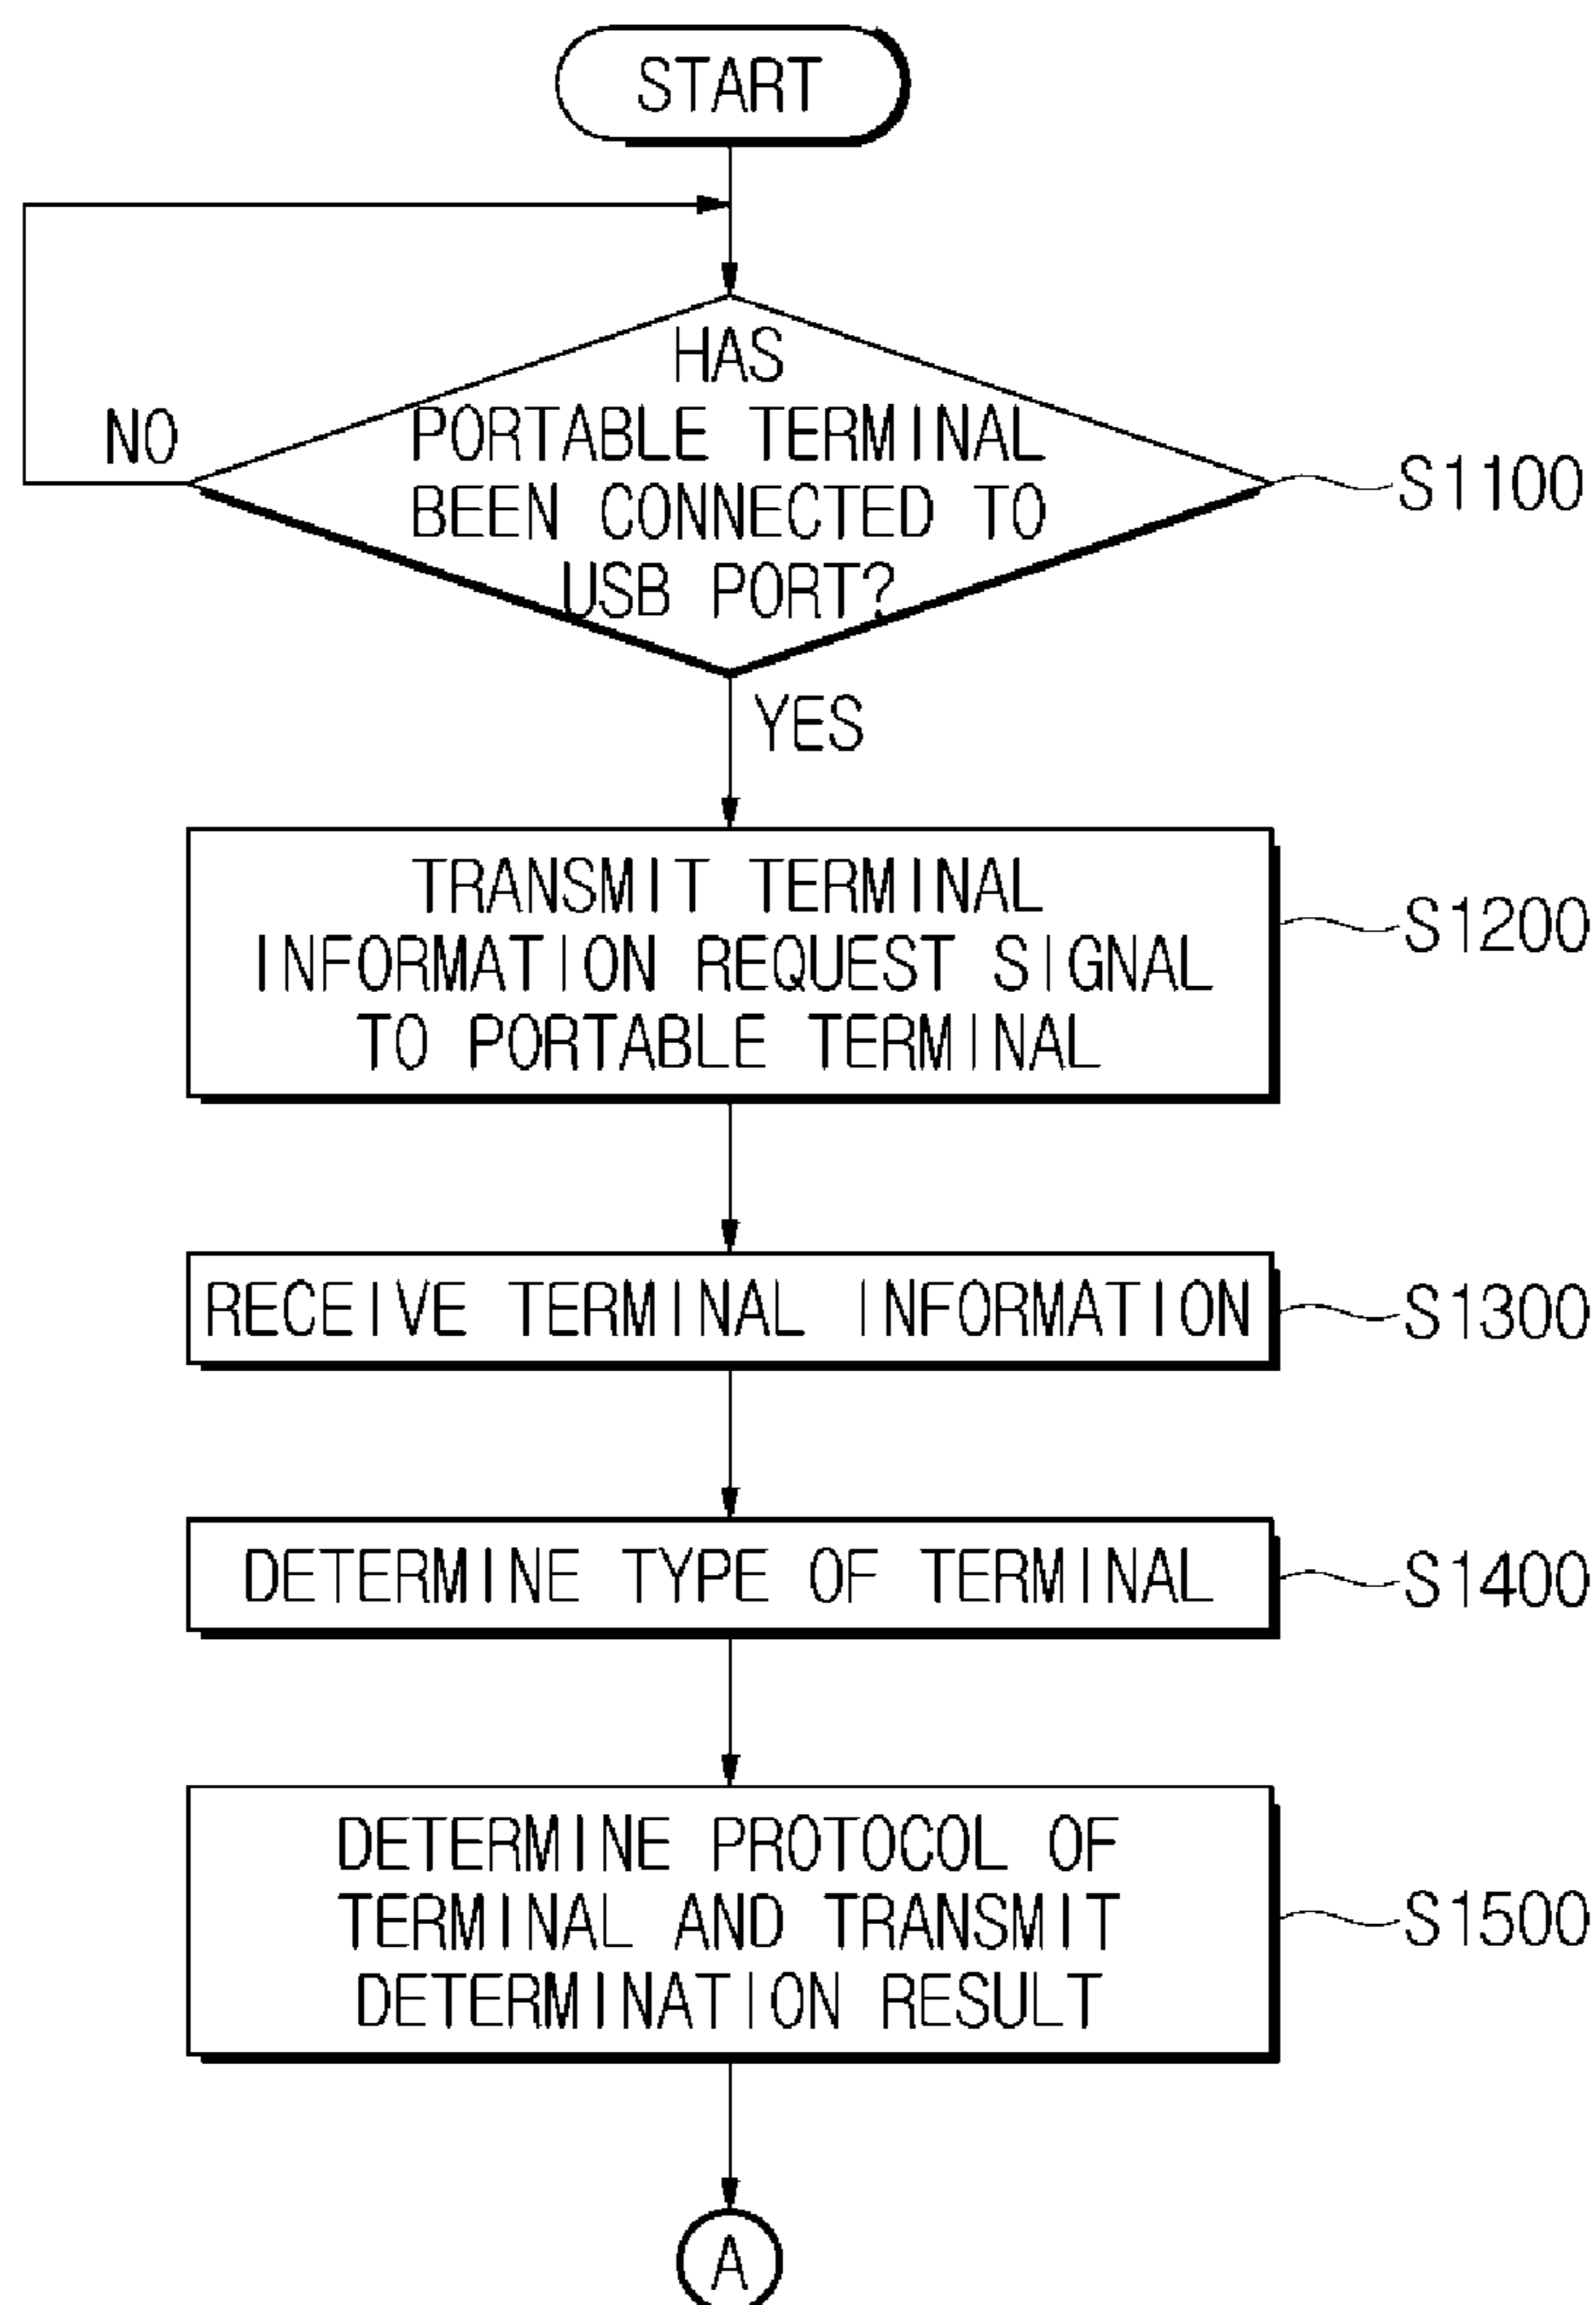 START
HAS
PORTABLE TERMINAL
BEEN CONNECTED TO
USB PORT?
NO
S1100
YES
TRANSMIT TERMINAL
INFORMATION REQUEST SIGNAL
TO PORTABLE TERMINAL
S1200
RECEIVE TERMINAL INFORMATION
S1300
DETERMINE TYPE OF TERMINAL
S1400
DETERMINE PROTOCOL OF
TERMINAL AND TRANSMIT
DETERMINATION RESULT
S1500
A